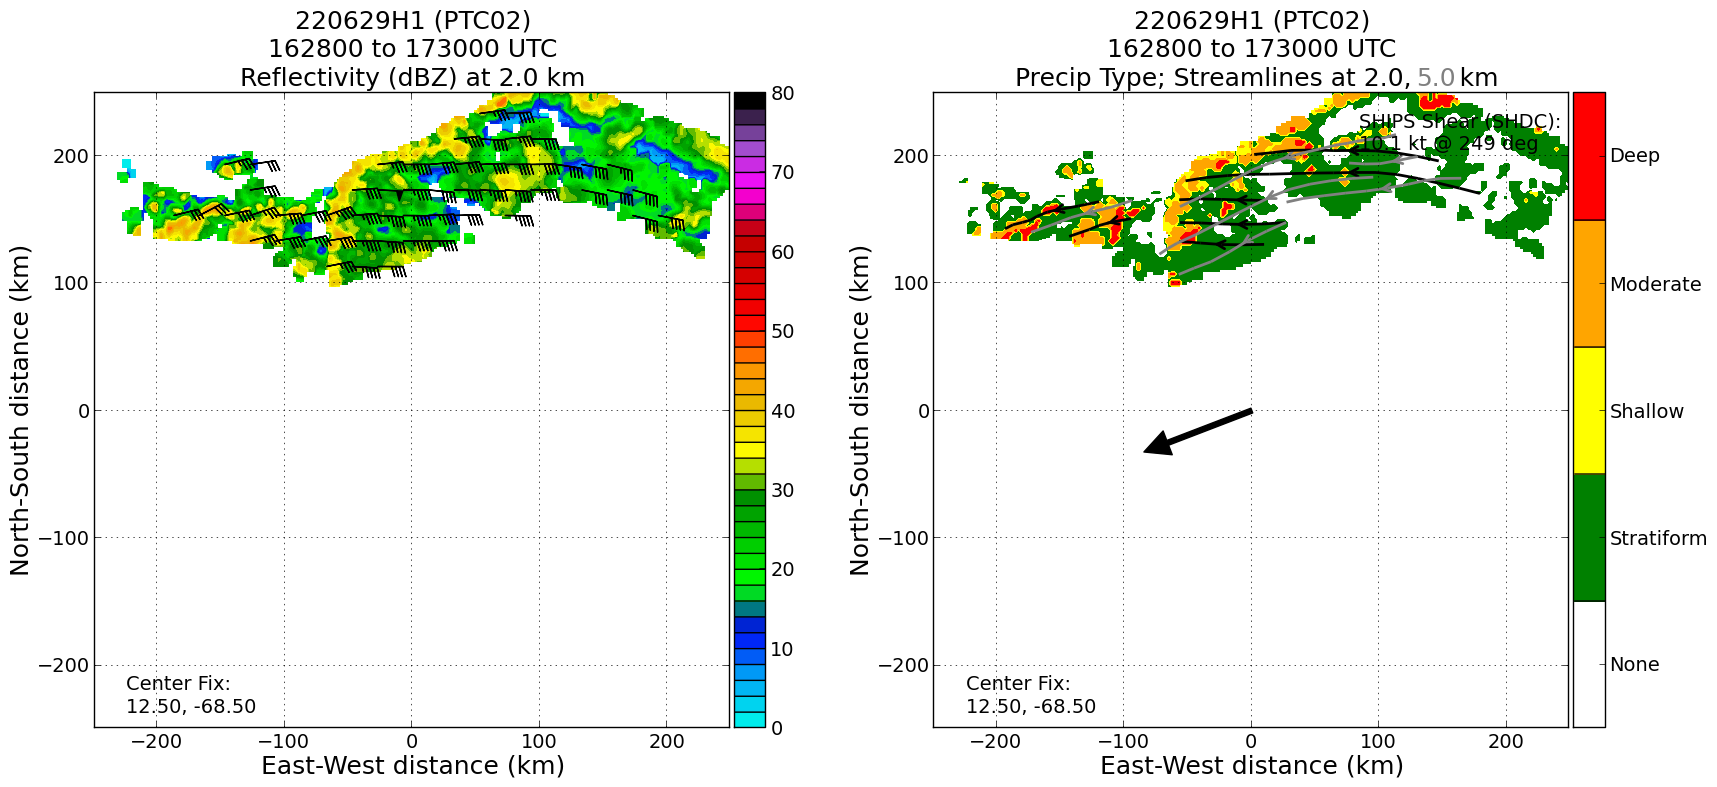 220629H1 (PTC02)
162800 to 173000 UTC
Reflectivity (dBZ) at 2.0 km
North-South distance (km)
200
100
0
−100
−200
−200
−100
0
100
200
East-West distance (km)
Center Fix:
12.50, -68.50
80
70
60
50
40
30
20
10
0
220629H1 (PTC02)
162800 to 173000 UTC
Precip Type; Streamlines at 2.0, 5.0 km
SHIPS Shear (SHDC):
10.1 kt @ 249 deg
North-South distance (km)
200
100
0
−100
−200
−200
−100
0
100
200
East-West distance (km)
Center Fix:
12.50, -68.50
Deep
Moderate
Shallow
Stratiform
None